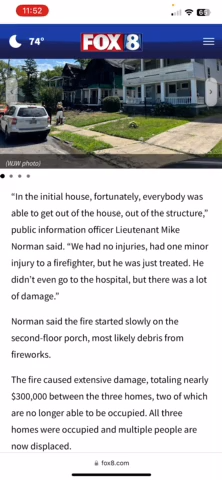 11:52
65
74°
FOX 8
(WJW photo)
"In the initial house, fortunately, everybody was
able to get out of the house, out of the structure,"
public information officer Lieutenant Mike
Norman said. "We had no injuries, had one minor
injury to a firefighter, but he was just treated. He
didn't even go to the hospital, but there was a lot
of damage."
Norman said the fire started slowly on the
second-floor porch, most likely debris from
fireworks.
The fire caused extensive damage, totaling nearly
$300,000 between the three homes, two of which
are no longer able to be occupied. All three
homes were occupied and multiple people are
now displaced.
fox8.com